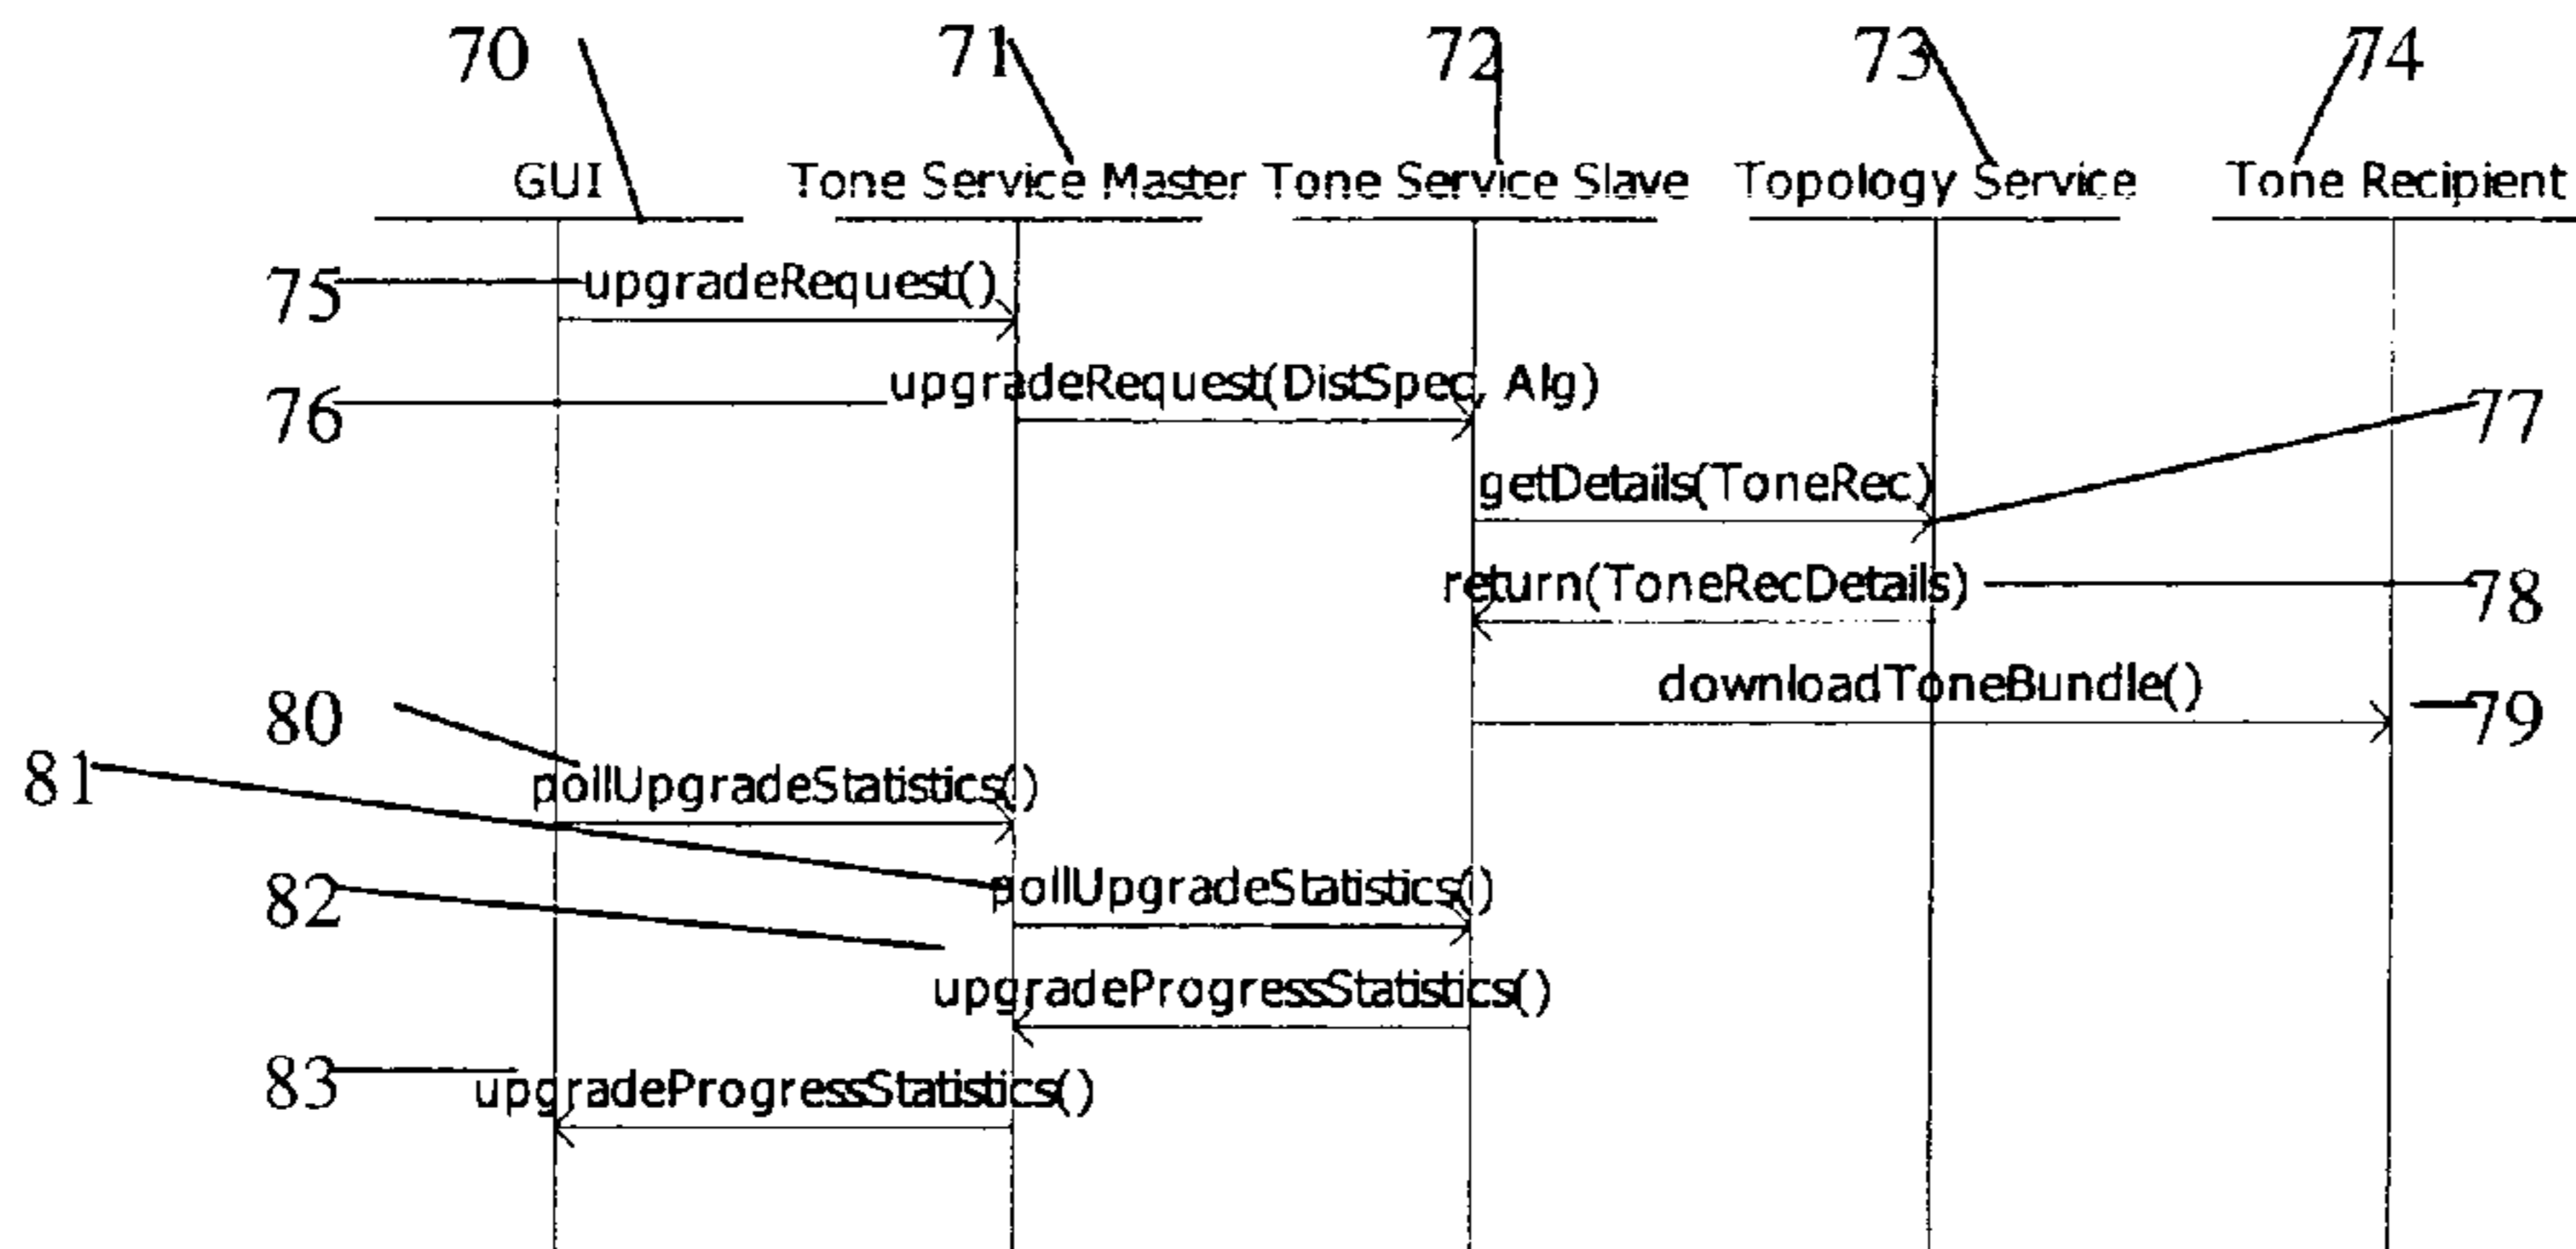 70 71 72 73 74
GUI Tone Service Master Tone Service Slave Topology Service Tone Recipient
75 upgradeRequest()
76 upgradeRequest(DistSpec, Alg) 77
getDetails(ToneRec)
return(ToneRecDetails) 78
downloadToneBundle() 79
80
81 pollUpgradeStatistics()
82 pollUpgradeStatistics()
upgradeProgressStatistics()
83 upgradeProgressStatistics()